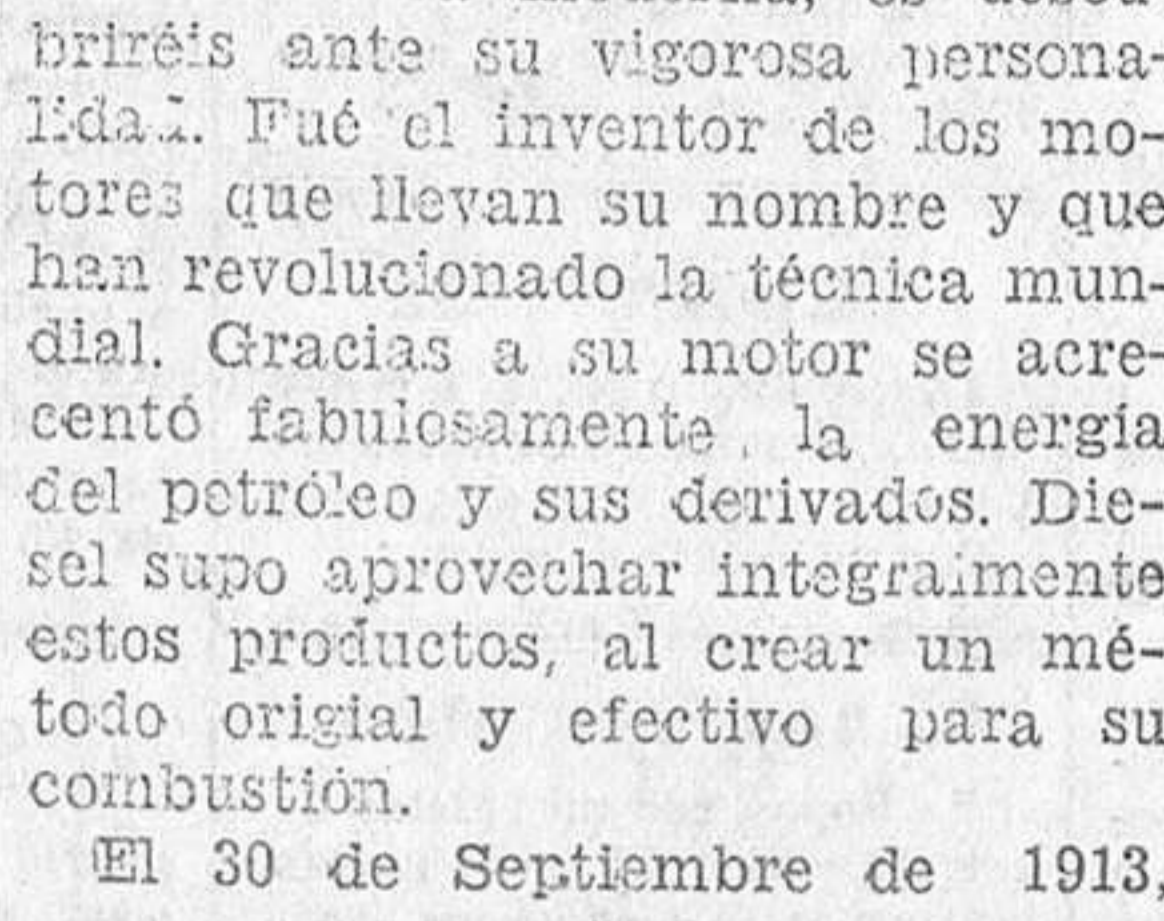 briréis ante su vigorosa persona-
lidad. Fué el inventor de los mo-
tores que llevan su nombre y que
han revolucionado la técnica mun-
dial. Gracias a su motor se acre-
centó fabulosamente la energía
del petróleo y sus derivados. Die-
sel supo aprovechar integralmente
estos productos, al crear un mé-
todo origial y efectivo para su
combustión.
El 30 de Septiembre de 1913,